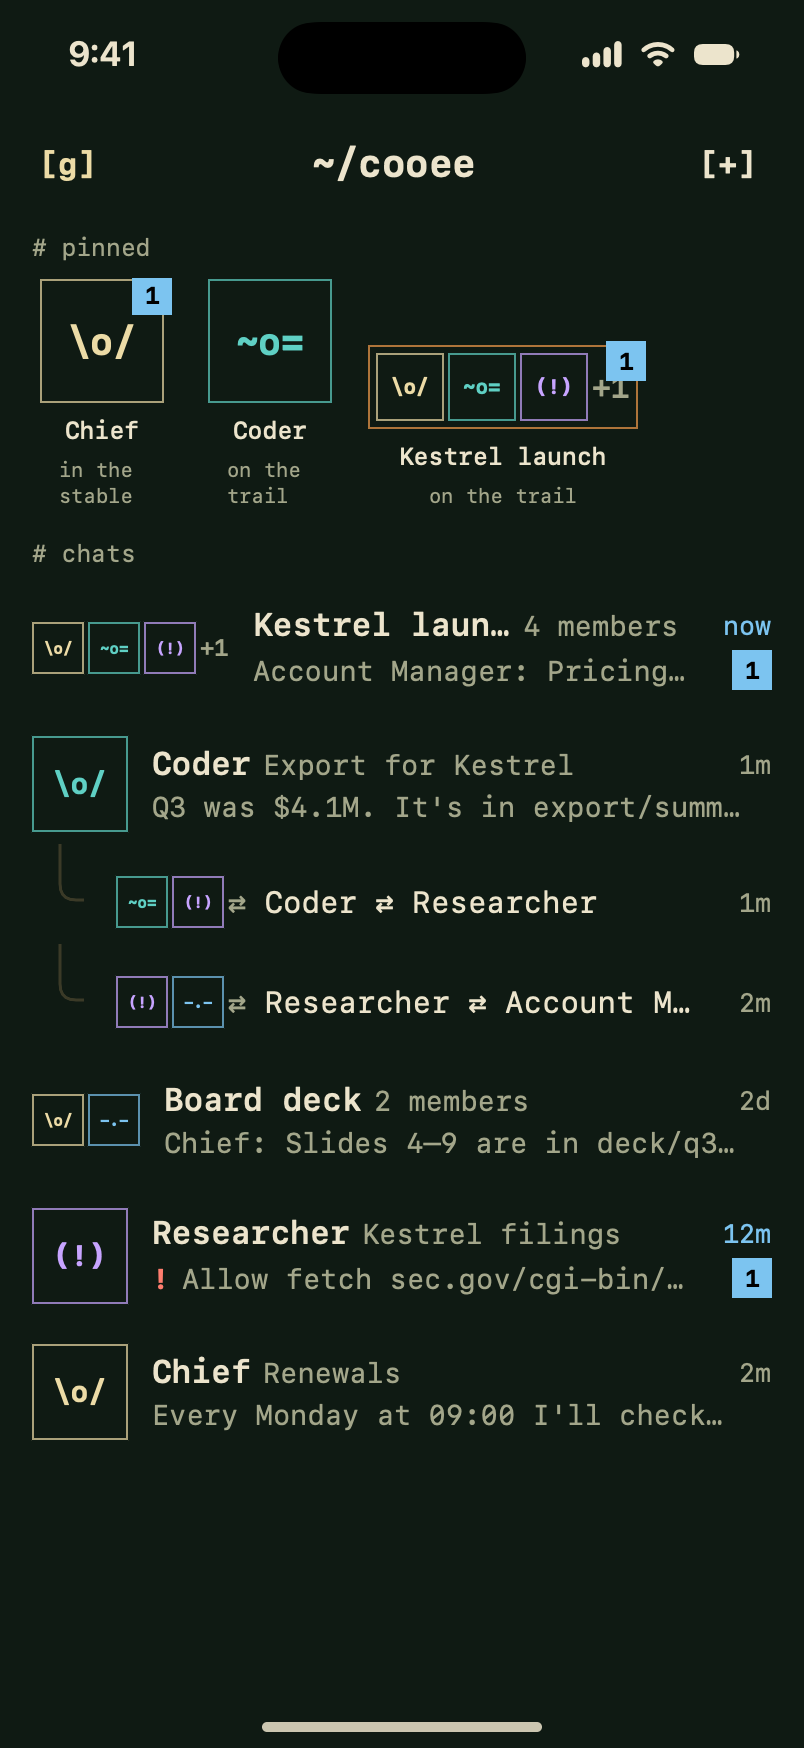 9:41
[g] ~/cooee [+]
# pinned
\o/ 1
~o=
\o/ ~o= (!) +1 1
Chief
in the
stable
Coder
on the
trail
Kestrel launch
on the trail
# chats
\o/ ~o= (!) +1 Kestrel laun… 4 members now
Account Manager: Pricing… 1
\o/ Coder Export for Kestrel 1m
Q3 was $4.1M. It's in export/summ…
~o= (!) ⇄ Coder ⇄ Researcher 1m
(!) -.- ⇄ Researcher ⇄ Account M… 2m
\o/ -.- Board deck 2 members 2d
Chief: Slides 4–9 are in deck/q3…
(!) Researcher Kestrel filings 12m
! Allow fetch sec.gov/cgi-bin/… 1
\o/ Chief Renewals 2m
Every Monday at 09:00 I'll check…